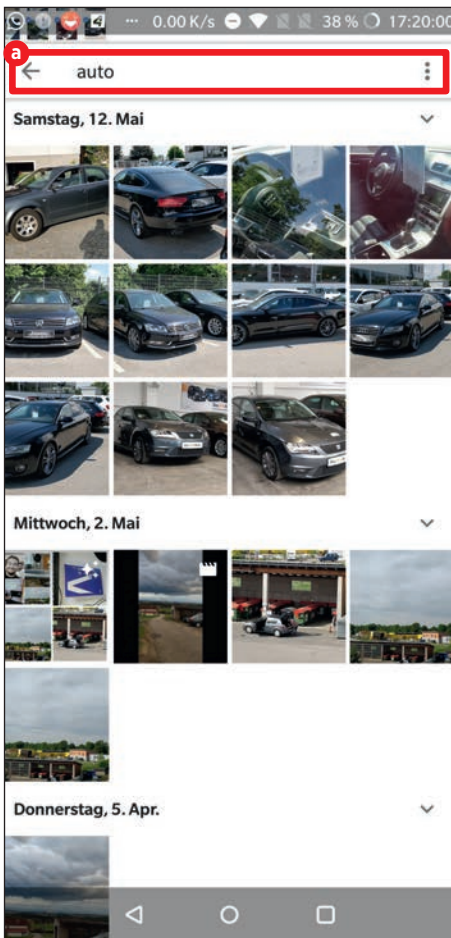 0.00 K/s 38 % 17:20:00
a
auto
Samstag, 12. Mai
Mittwoch, 2. Mai
Donnerstag, 5. Apr.